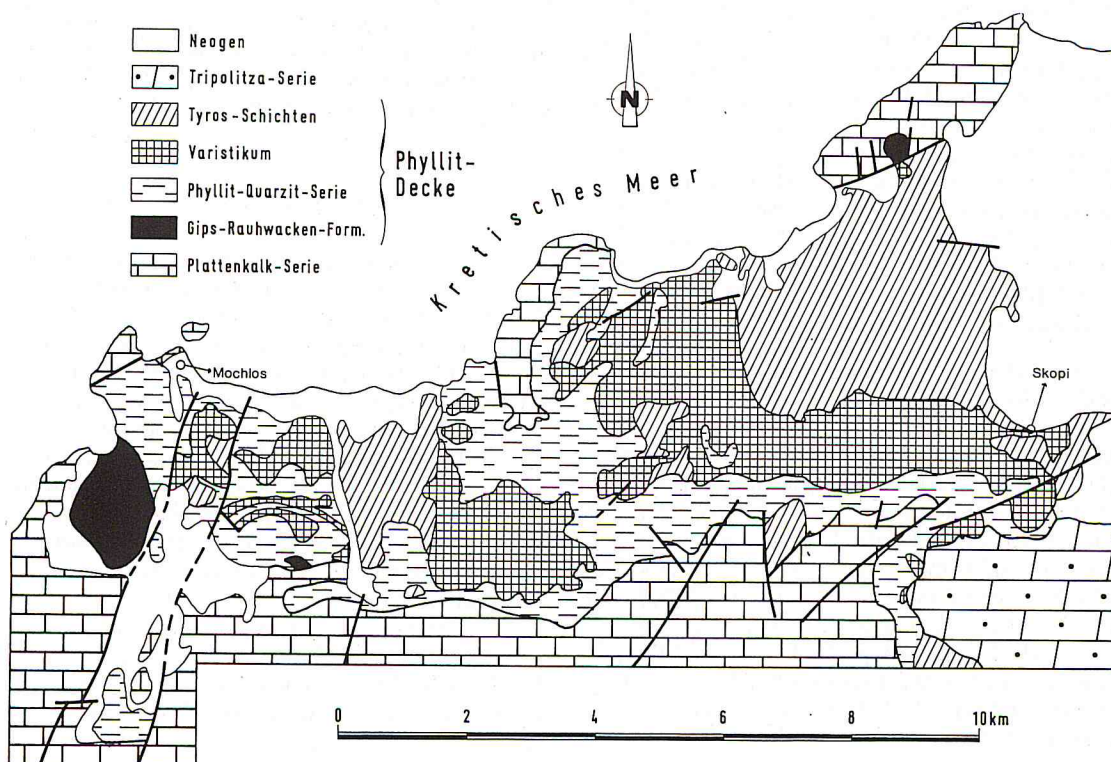 Neogen
Tripolitza-Serie
Tyros-Schichten
Varistikum
Phyllit-Quarzit-Serie
Gips-Rauhwacken-Form.
Plattenkalk-Serie
Phyllit-
Decke
N
Kretisches Meer
Mochlos
Skopi
0 2 4 6 8 10km